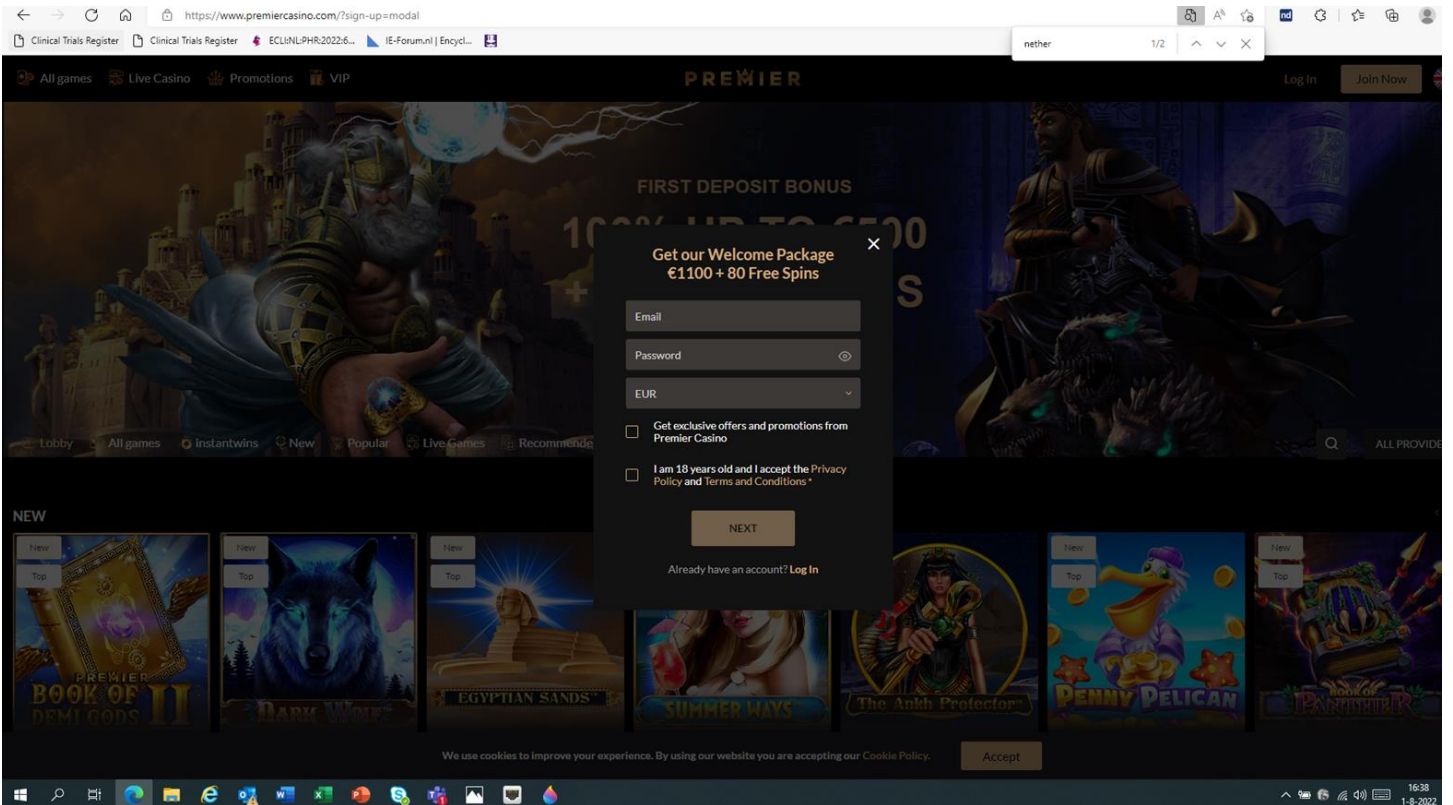 https://www.premiercasino.com/?sign-up=modal
Clinical Trials Register
Clinical Trials Register
ECLI:NL:PHR:2022:6...
IE-Forum.nl | Encycl...
nether
1/2
All games
Live Casino
Promotions
VIP
PREMIER
Log In
Join Now
FIRST DEPOSIT BONUS
100% UP TO €500
+
S
Get our Welcome Package
€1100 + 80 Free Spins
Email
Password
EUR
Get exclusive offers and promotions from
Premier Casino
I am 18 years old and I accept the Privacy
Policy and Terms and Conditions *
NEXT
Already have an account? Log In
Lobby
All games
instantwins
New
Popular
Live Games
Recommende
ALL PROVIDE
NEW
New
Top
PREMIER
BOOK OF
DEMI GODS II
New
Top
DARK WOLF
New
Top
EGYPTIAN SANDS™
SUMMER WAYS
The Ankh Protector
New
Top
PENNY PELICAN
New
Top
BOOK OF
PANTHER
We use cookies to improve your experience. By using our website you are accepting our Cookie Policy.
Accept
16:38
1-8-2022